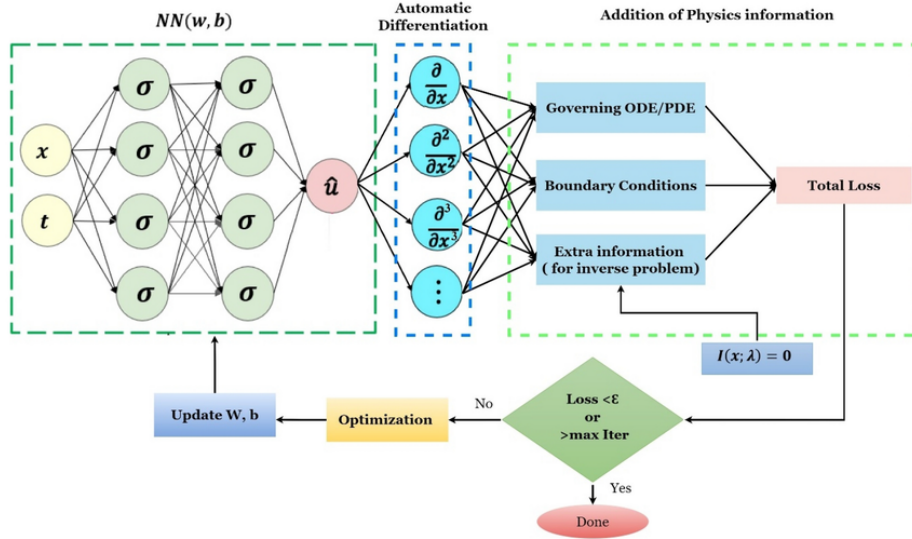 NN(w, b)
Automatic
Differentiation
Addition of Physics information
x
t
σ
σ
σ
σ
σ
σ
σ
σ
û
∂/∂x
∂²/∂x²
∂³/∂x³
⋮
Governing ODE/PDE
Boundary Conditions
Extra information
( for inverse problem)
Total Loss
I(x; λ) = 0
Update W, b
Optimization
No
Loss <ε
or
>max Iter
Yes
Done